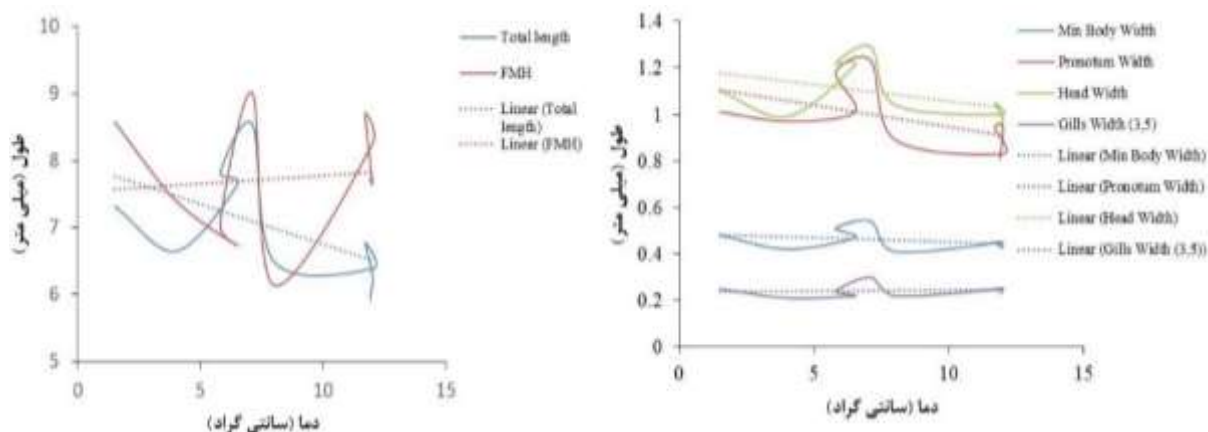 10
9
8
7
6
5
0
5
10
15
طول (میلی متر)
دما (سانتی گراد)
Total length
FMH
Linear (Total
length)
Linear (FMH)
1.4
1.2
1
0.8
0.6
0.4
0.2
0
0
5
10
15
طول (میلی متر)
دما (سانتی گراد)
Min Body Width
Pronotum Width
Head Width
Gills Width (3,5)
Linear (Min Body Width)
Linear (Pronotum Width)
Linear (Head Width)
Linear (Gills Width (3,5))